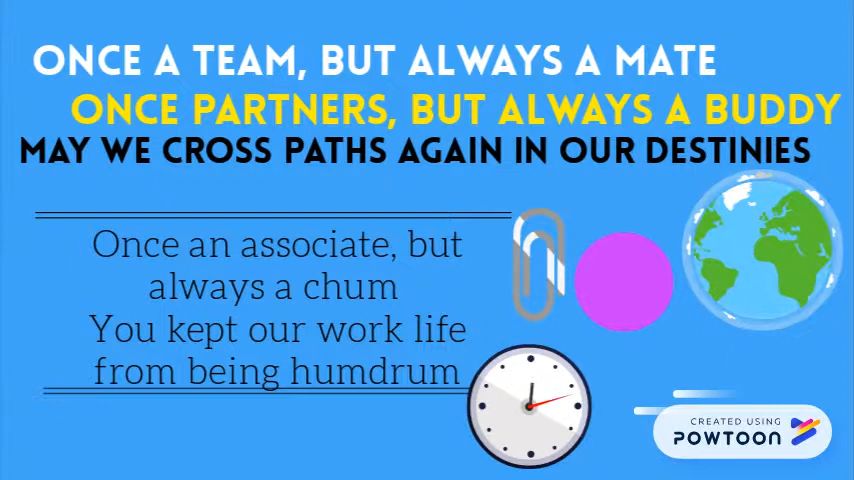 ONCE A TEAM, BUT ALWAYS A MATE
ONCE PARTNERS, BUT ALWAYS A BUDDY
MAY WE CROSS PATHS AGAIN IN OUR DESTINIES
Once an associate, but
always a chum
You kept our work life
from being humdrum
CREATED USING
POWTOON